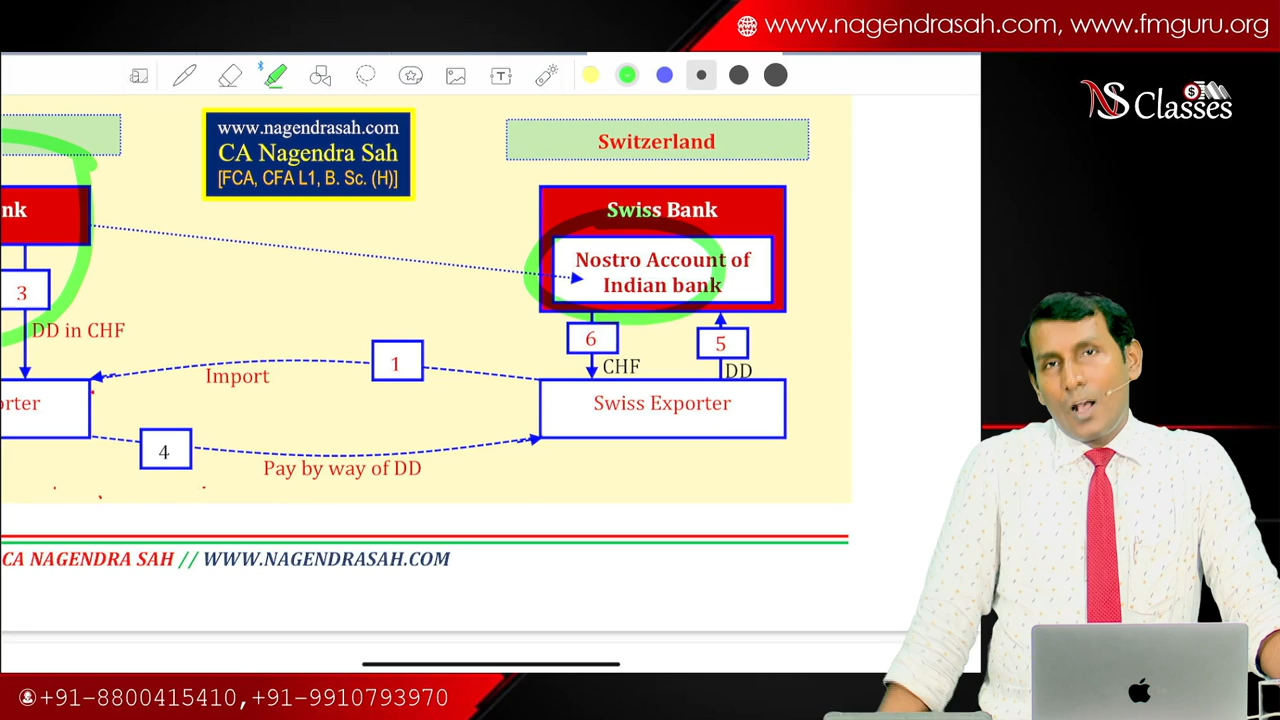 www.nagendrasah.com, www.fmguru.org
NS Classes
www.nagendrasah.com
CA Nagendra Sah
[FCA, CFA L1, B. Sc. (H)]
Switzerland
nk
Swiss Bank
Nostro Account of
Indian bank
3
DD in CHF
6
CHF
5
DD
1
Import
orter
Swiss Exporter
4
Pay by way of DD
CA NAGENDRA SAH // WWW.NAGENDRASAH.COM
+91-8800415410,+91-9910793970